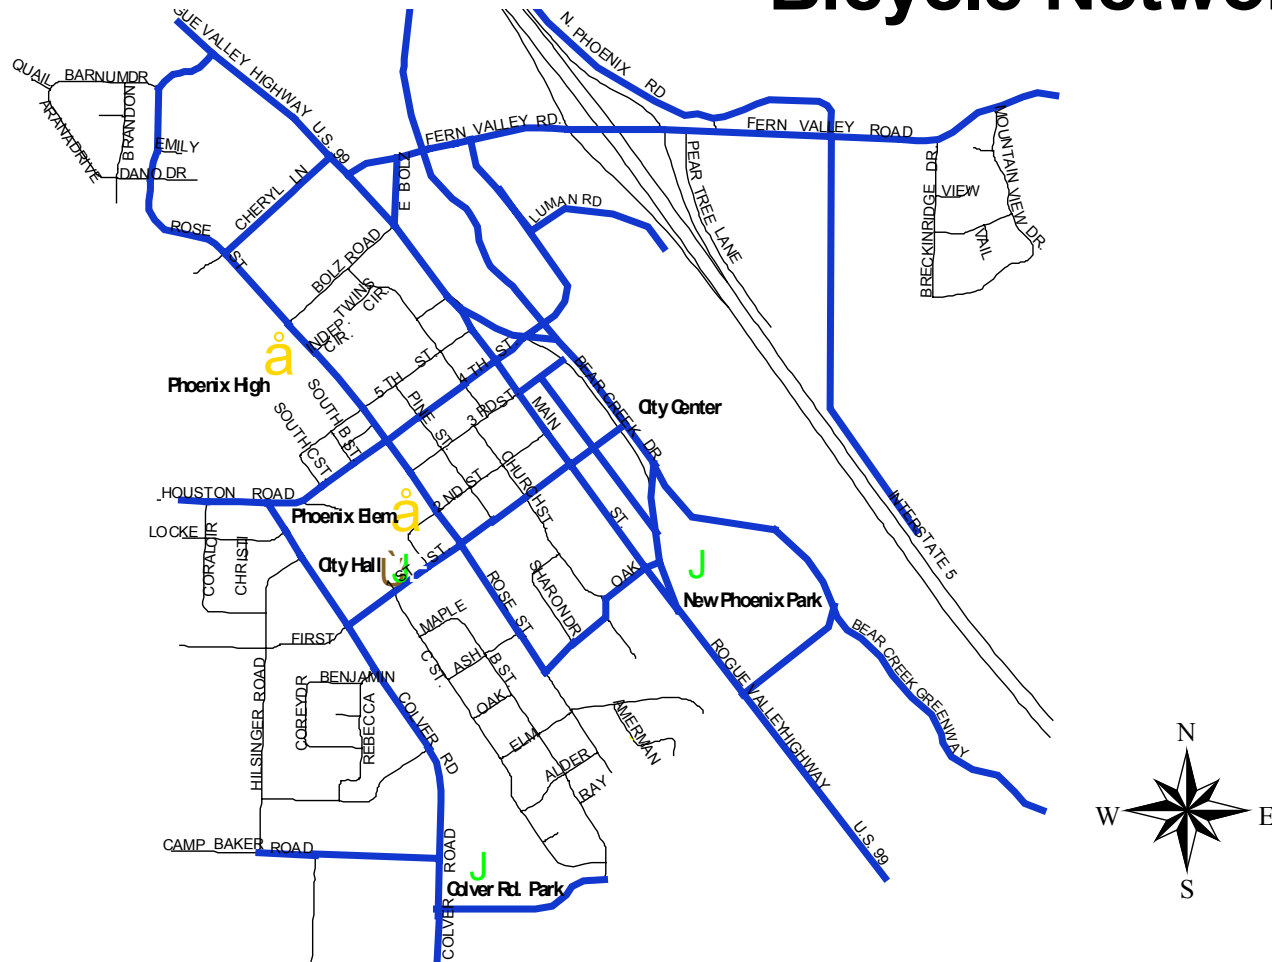 Bicycle Networ
GUE VALLEY HIGHWAY U.S. 99
N. PHOENIX RD
QUAIL
BARNUM DR
ARANA DRIVE
BRANDON
EMILY
DANO DR
CHERYL LN
FERN VALLEY RD.
FERN VALLEY ROAD
E BOLZ
LUMAN RD
PEAR TREE LANE
MOUNTAIN VIEW DR.
BRECKINRIDGE DR.
VIEW
VAIL
ROSE ST
BOLZ ROAD
TWINS CIR.
INDEP. CIR.
å
Phoenix High
5 TH ST.
4 TH ST.
SOUTH B ST.
SOUTH C ST.
PINE ST.
3 RD ST
MAIN ST.
BEAR CREEK DR.
City Center
HOUSTON ROAD
2 ND ST
CHURCH ST.
Phoenix Elem.
å
LOCKE
CORAL CIR
CHRISTI
City Hall
J
1 ST ST
INTERSTATE 5
J
New Phoenix Park
OAK
SHARON DR
ROSE ST.
MAPLE
FIRST
ASH
B ST.
C ST.
OAK
ELM
ALDER
RAY
AMERMAN
BENJAMIN
COREY DR
REBECCA
HILSINGER ROAD
COLVER RD
ROGUE VALLEY HIGHWAY U.S. 99
BEAR CREEK GREENWAY
CAMP BAKER ROAD
COLVER ROAD
J
Colver Rd. Park
N
W
E
S